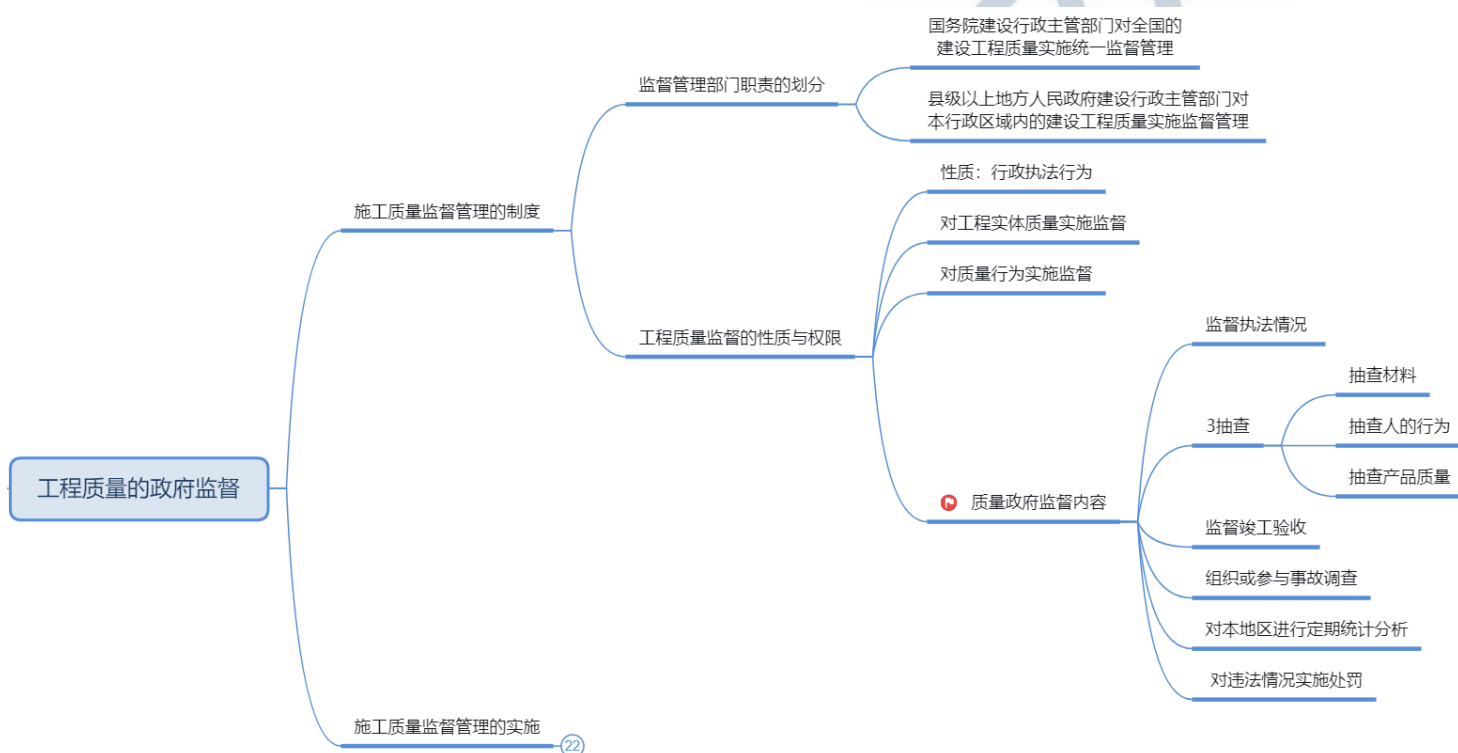 工程质量的政府监督
施工质量监督管理的制度
监督管理部门职责的划分
国务院建设行政主管部门对全国的
建设工程质量实施统一监督管理
县级以上地方人民政府建设行政主管部门对
本行政区域内的建设工程质量实施监督管理
工程质量监督的性质与权限
性质：行政执法行为
对工程实体质量实施监督
对质量行为实施监督
质量政府监督内容
监督执法情况
3抽查
抽查材料
抽查人的行为
抽查产品质量
监督竣工验收
组织或参与事故调查
对本地区进行定期统计分析
对违法情况实施处罚
施工质量监督管理的实施
22